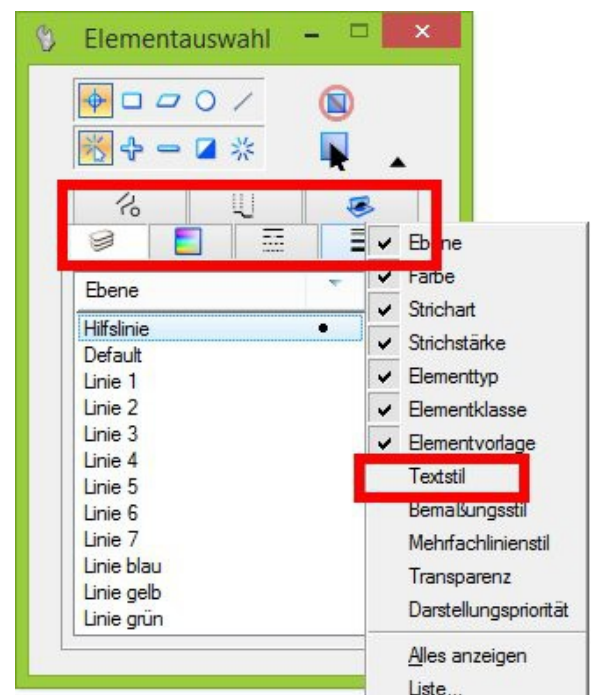 Elementauswahl
Ebene
Hilfslinie
Default
Linie 1
Linie 2
Linie 3
Linie 4
Linie 5
Linie 6
Linie 7
Linie blau
Linie gelb
Linie grün
Ebene
Farbe
Strichart
Strichstärke
Elementtyp
Elementklasse
Elementvorlage
Textstil
Bemaßungsstil
Mehrfachlinienstil
Transparenz
Darstellungspriorität
Alles anzeigen
Liste...